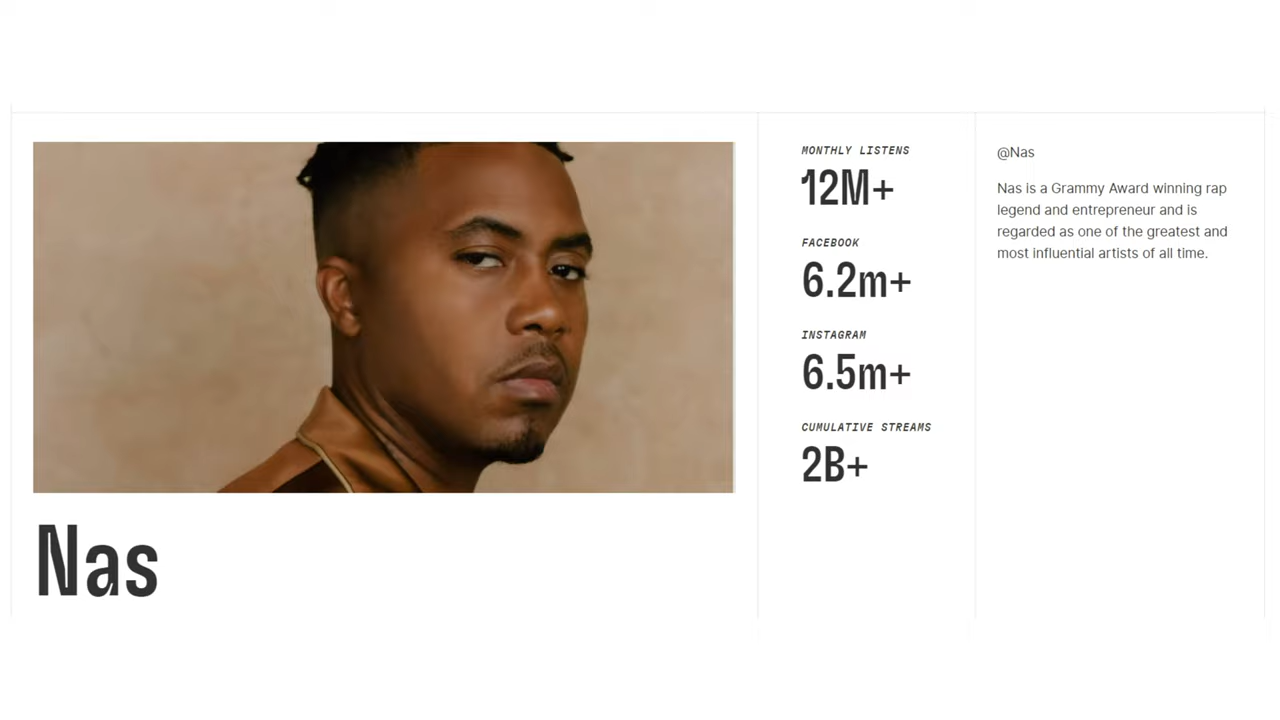 MONTHLY LISTENS
12M+
FACEBOOK
6.2m+
INSTAGRAM
6.5m+
CUMULATIVE STREAMS
2B+
@Nas
Nas is a Grammy Award winning rap
legend and entrepreneur and is
regarded as one of the greatest and
most influential artists of all time.
Nas